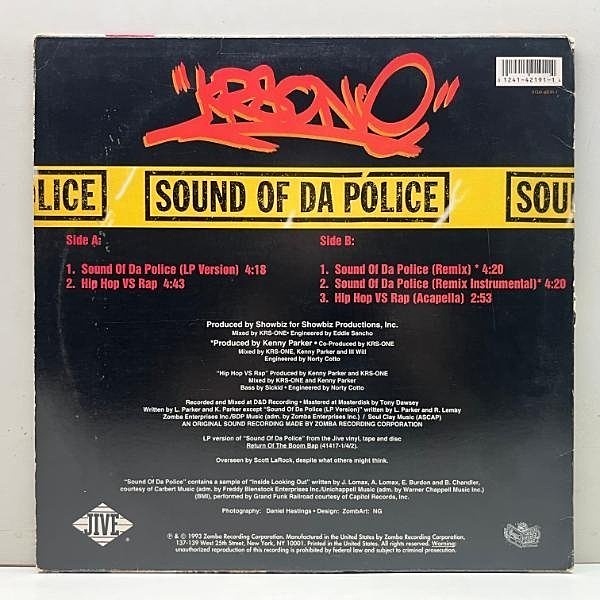 "KRS ONE"
1241-42191-1
LICE
SOUND OF DA POLICE
SOU
Side A:
1. Sound Of Da Police (LP Version) 4:18
2. Hip Hop VS Rap 4:43
Side B:
1. Sound Of Da Police (Remix) * 4:20
2. Sound Of Da Police (Remix Instrumental)* 4:20
3. Hip Hop VS Rap (Acapella) 2:53
Produced by Showbiz for Showbiz Productions, Inc.
Mixed by KRS-ONE • Engineered by Eddie Sancho
*Produced by Kenny Parker • Co-Produced by KRS-ONE
Mixed by KRS-ONE, Kenny Parker and Ill Will
Engineered by Norty Cotto
"Hip Hop VS Rap" Produced by Kenny Parker and KRS-ONE
Mixed by KRS-ONE and Kenny Parker
Bass by Sickid • Engineered by Norty Cotto
Recorded and Mixed at D&D Recording • Mastered at Masterdisk by Tony Dawsey
Written by L. Parker and K. Parker except "Sound Of Da Police (LP Version)" written by L. Parker and R. Lemay
Zomba Enterprises Inc./BDP Music (adm. by Zomba Enterprises Inc.) / Soul Clay Music (ASCAP)
AN ORIGINAL SOUND RECORDING MADE BY ZOMBA RECORDING CORPORATION
LP version of "Sound Of Da Police" from the Jive vinyl, tape and disc
Return Of The Boom Bap (41417-1/4/2).
Overseen by Scott LaRock, despite what others might think.
"Sound Of Da Police" contains a sample of "Inside Looking Out" written by J. Lomax, A. Lomax, E. Burdon and B. Chandler,
courtesy of Carbert Music (adm. by Freddy Bienstock Enterprises Inc./Unichappell Music (adm. by Warner Chappell Music Inc.)
(BMI), performed by Grand Funk Railroad courtesy of Capitol Records, Inc.
Photography: Daniel Hastings • Design: ZombArt: NG
JIVE
®
℗ & © 1993 Zomba Recording Corporation. Manufactured in the United States by Zomba Recording Corporation,
137-139 West 25th Street, New York, NY 10001. Printed in the United States. All rights reserved. Warning:
unauthorized reproduction of this recording is prohibited by federal law and subject to criminal prosecution.